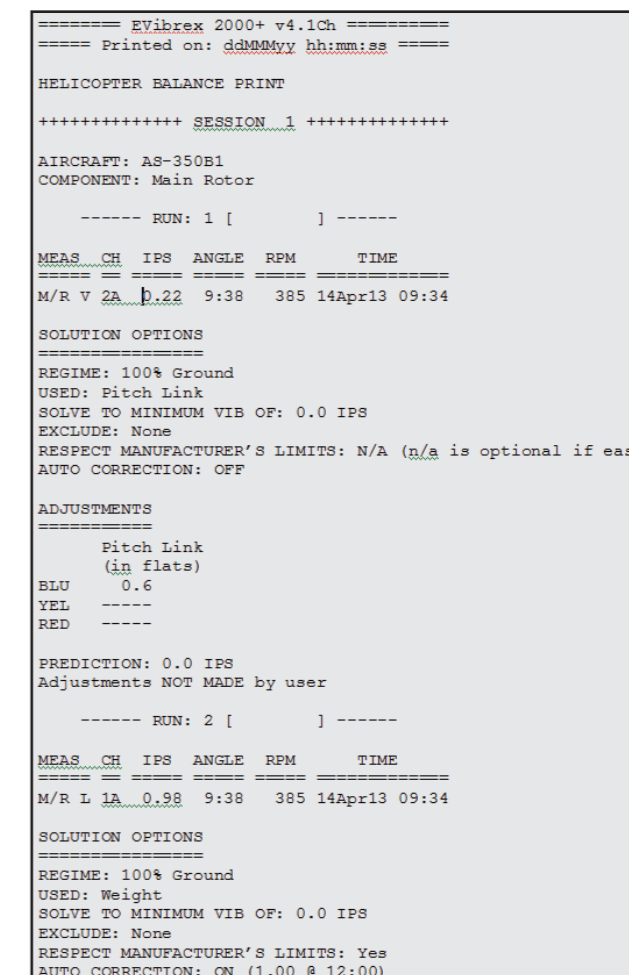 ======== EVibrex 2000+ v4.1Ch ==========
===== Printed on: ddMMMyy hh:mm:ss =====
HELICOPTER BALANCE PRINT
++++++++++++++ SESSION 1 ++++++++++++++
AIRCRAFT: AS-350B1
COMPONENT: Main Rotor
------ RUN: 1 [ ] ------
MEAS CH IPS ANGLE RPM TIME
===== == ===== ===== ===== =============
M/R V 2A 0.22 9:38 385 14Apr13 09:34
SOLUTION OPTIONS
================
REGIME: 100% Ground
USED: Pitch Link
SOLVE TO MINIMUM VIB OF: 0.0 IPS
EXCLUDE: None
RESPECT MANUFACTURER’S LIMITS: N/A (n/a is optional if eas
AUTO CORRECTION: OFF
ADJUSTMENTS
===========
Pitch Link
(in flats)
BLU 0.6
YEL -----
RED -----
PREDICTION: 0.0 IPS
Adjustments NOT MADE by user
------ RUN: 2 [ ] ------
MEAS CH IPS ANGLE RPM TIME
===== == ===== ===== ===== =============
M/R L 1A 0.98 9:38 385 14Apr13 09:34
SOLUTION OPTIONS
================
REGIME: 100% Ground
USED: Weight
SOLVE TO MINIMUM VIB OF: 0.0 IPS
EXCLUDE: None
RESPECT MANUFACTURER’S LIMITS: Yes
AUTO CORRECTION: ON (1.00 @ 12:00)